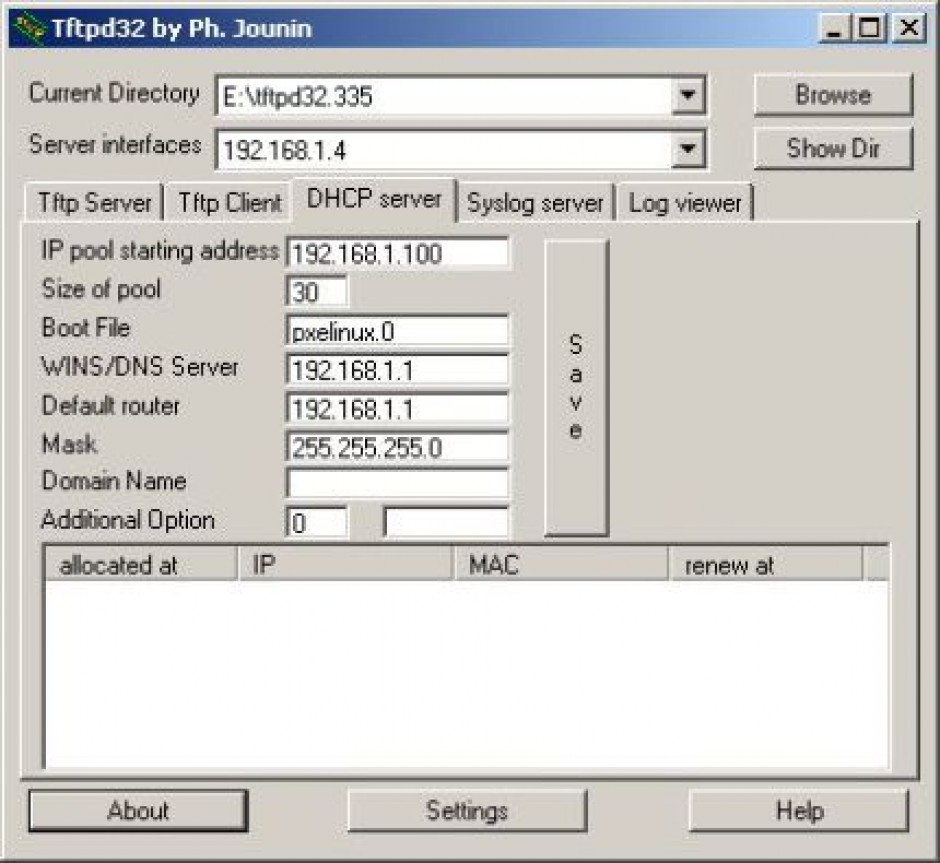 Tftpd32 by Ph. Jounin
Current Directory E:\tftpd32.335 Browse
Server interfaces 192.168.1.4 Show Dir
Tftp Server Tftp Client DHCP server Syslog server Log viewer
IP pool starting address 192.168.1.100
Size of pool 30
Boot File pxelinux.0
WINS/DNS Server 192.168.1.1
Default router 192.168.1.1
Mask 255.255.255.0
Domain Name
Additional Option 0
Save
allocated at IP MAC renew at
About Settings Help